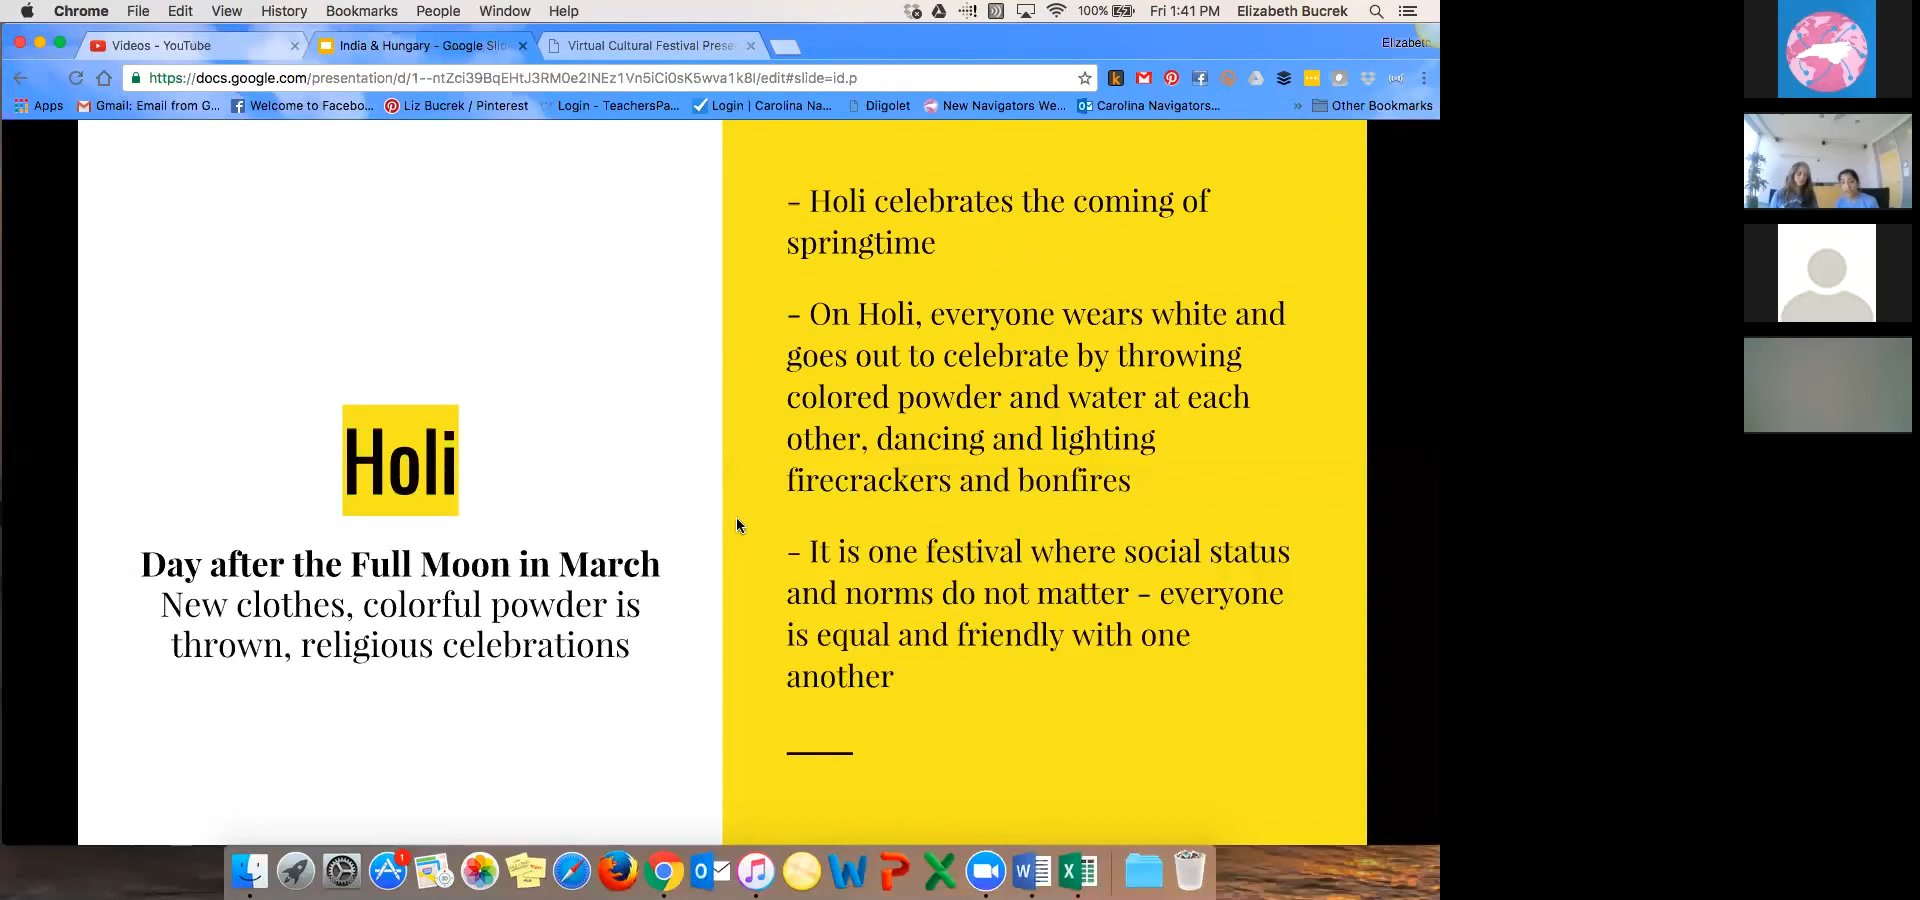 Chrome File Edit View History Bookmarks People Window Help 100% Fri 1:41 PM Elizabeth Bucrek
Videos - YouTube India & Hungary - Google Slid Virtual Cultural Festival Prese Elizabeth
https://docs.google.com/presentation/d/1--ntZci39BqEHtJ3RM0e2lNEz1Vn5iCi0sK5wva1k8I/edit#slide=id.p
Apps Gmail: Email from G... Welcome to Facebo... Liz Bucrek / Pinterest Login - TeachersPa... Login | Carolina Na... Diigolet New Navigators We... Carolina Navigators... » Other Bookmarks
Holi
Day after the Full Moon in March
New clothes, colorful powder is
thrown, religious celebrations
- Holi celebrates the coming of
springtime
- On Holi, everyone wears white and
goes out to celebrate by throwing
colored powder and water at each
other, dancing and lighting
firecrackers and bonfires
- It is one festival where social status
and norms do not matter - everyone
is equal and friendly with one
another